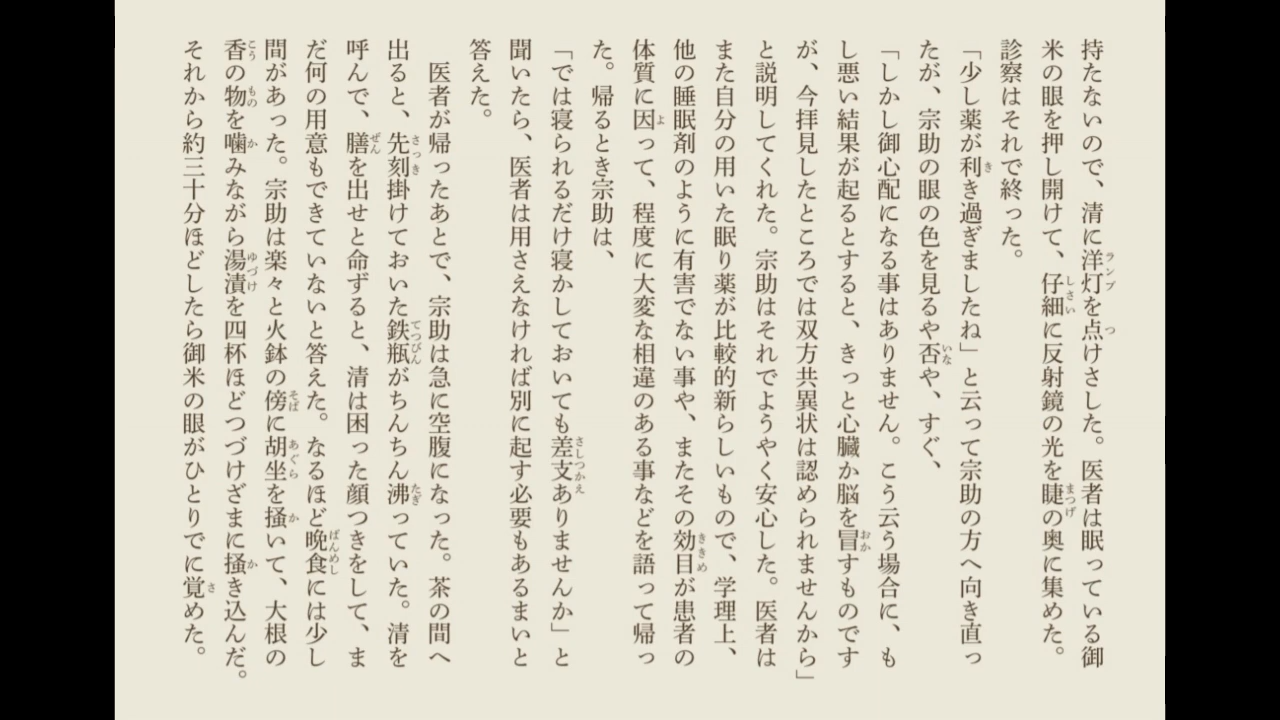 持たないので、清に洋灯を点けさした。医者は眠っている御
米の眼を押し開けて、仔細に反射鏡の光を睫の奥に集めた。
診察はそれで終った。
「少し薬が利き過ぎましたね」と云って宗助の方へ向き直っ
たが、宗助の眼の色を見るや否や、すぐ、
「しかし御心配になる事はありません。こう云う場合に、も
し悪い結果が起るとすると、きっと心臓か脳を冒すものです
が、今拝見したところでは双方共異状は認められませんから」
と説明してくれた。宗助はそれでようやく安心した。医者は
また自分の用いた眠り薬が比較的新らしいもので、学理上、
他の睡眠剤のように有害でない事や、またその効目が患者の
体質に因って、程度に大変な相違のある事などを語って帰っ
た。帰るとき宗助は、
「では寝られるだけ寝かしておいても差支ありませんか」と
聞いたら、医者は用さえなければ別に起す必要もあるまいと
答えた。
医者が帰ったあとで、宗助は急に空腹になった。茶の間へ
出ると、先刻掛けておいた鉄瓶がちんちん沸っていた。清を
呼んで、膳を出せと命ずると、清は困った顔つきをして、ま
だ何の用意もできていないと答えた。なるほど晩食には少し
間があった。宗助は楽々と火鉢の傍に胡坐を掻いて、大根の
香の物を噛みながら湯漬を四杯ほどつづけざまに掻き込んだ。
それから約三十分ほどしたら御米の眼がひとりでに覚めた。